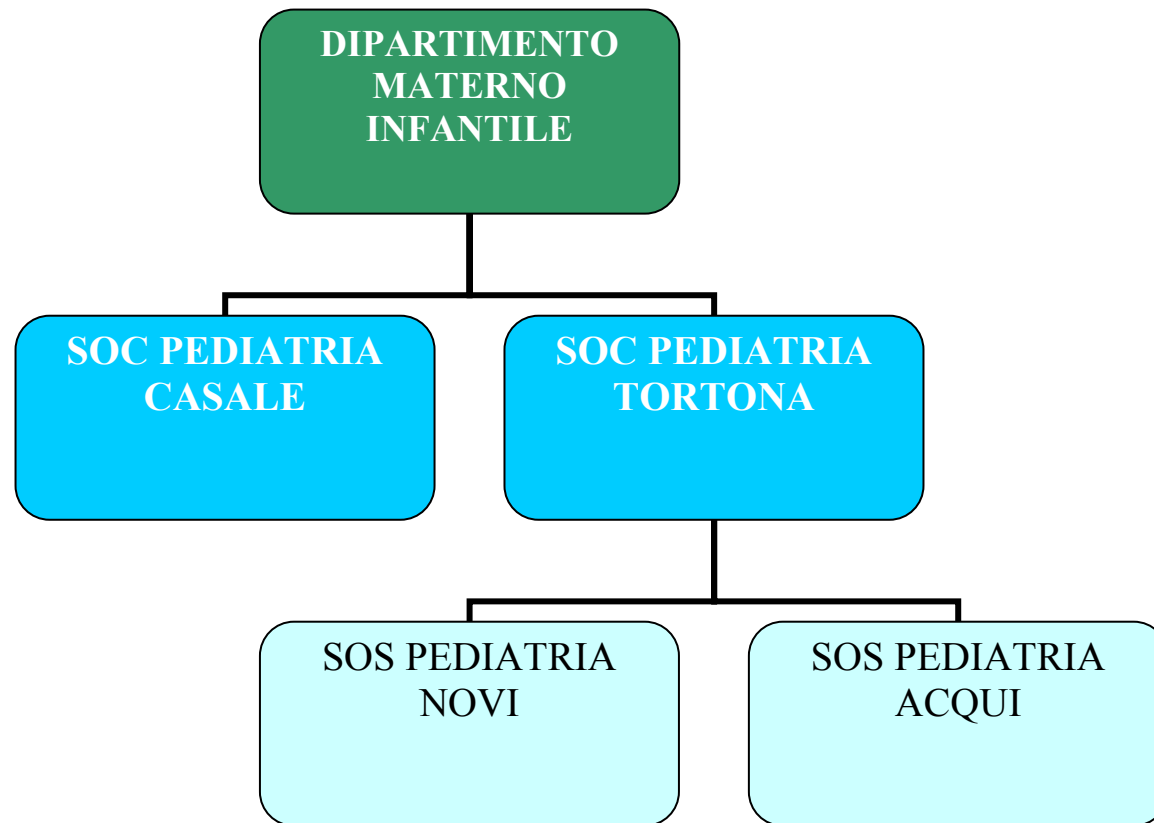 DIPARTIMENTO
MATERNO
INFANTILE
SOC PEDIATRIA
CASALE
SOC PEDIATRIA
TORTONA
SOS PEDIATRIA
NOVI
SOS PEDIATRIA
ACQUI